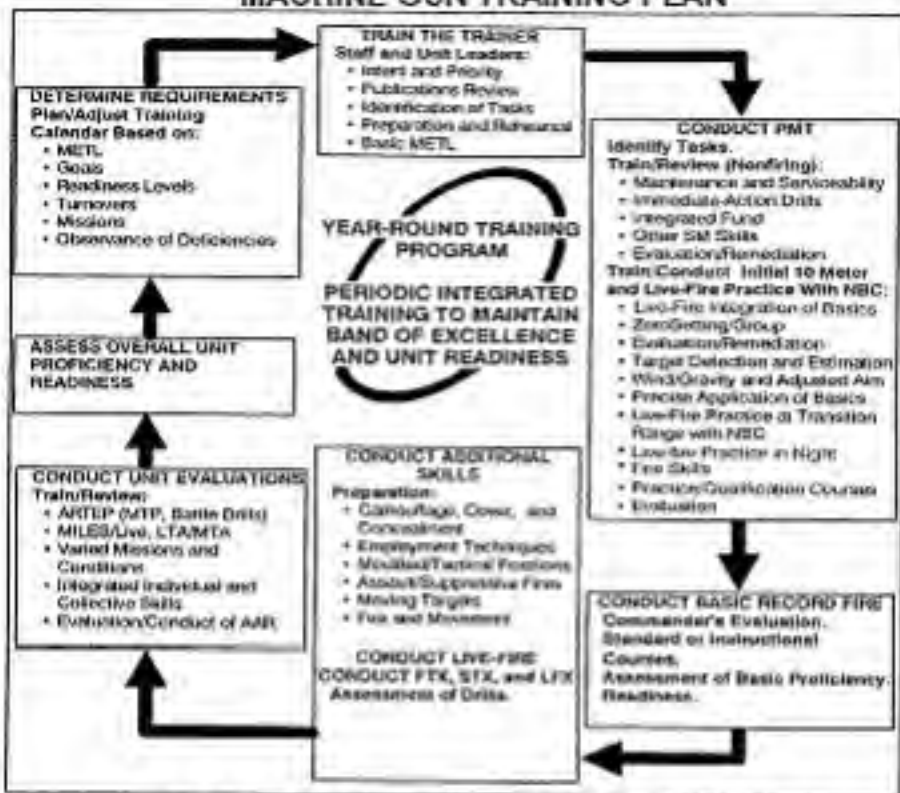 MACHINE GUN TRAINING PLAN
TRAIN THE TRAINER
Staff and Unit Leaders:
• Intent and Priority
• Publications Review
• Identification of Tasks
• Preparation and Rehearsal
• Basic METL
CONDUCT PMT
Identify Tasks.
Train/Review (Nonfiring):
• Maintenance and Serviceability
• Immediate-Action Drills
• Integrated Fund
• Other Skills
• Evaluation/Remediation
Train/Conduct Initial 10 Meter
and Live-Fire Practice With NBC:
• Live-Fire Integration of Basics
• Zero/Setting/Group
• Evaluation/Remediation
• Target Detection and Estimation
• Wind/Gravity and Adjusted Aim
• Precise Application of Basics
• Live-Fire Practice at Transition
Range with NBC
• Live-fire Practice in Night
• Fire Skills
• Practice/Qualification Courses
• Evaluation
CONDUCT BASIC RECORD FIRE
Commander's Evaluation.
Standard or Instructional
Courses.
Assessment of Basic Proficiency
Readiness.
CONDUCT ADDITIONAL
SKILLS
Preparation:
• Camouflage, Cover, and
Concealment
• Employment Techniques
• Mounted/Tactical Positions
• Assault/Suppressive Fires
• Moving Targets
• Fire and Movement
CONDUCT LIVE-FIRE
CONDUCT FTX, STX, and LFX
Assessment of Drills.
CONDUCT UNIT EVALUATIONS
Train/Review:
• ARTEP (MTP, Battle Drills)
• MILES/Live, LTA/MTA
• Varied Missions and
Conditions
• Integrated Individual and
Collective Skills
• Evaluation/Conduct of AAR
ASSESS OVERALL UNIT
PROFICIENCY AND
READINESS
DETERMINE REQUIREMENTS
Plan/Adjust Training
Calendar Based on:
• METL
• Goals
• Readiness Levels
• Turnovers
• Missions
• Observance of Deficiencies
YEAR-ROUND TRAINING
PROGRAM
PERIODIC INTEGRATED
TRAINING TO MAINTAIN
BAND OF EXCELLENCE
AND UNIT READINESS